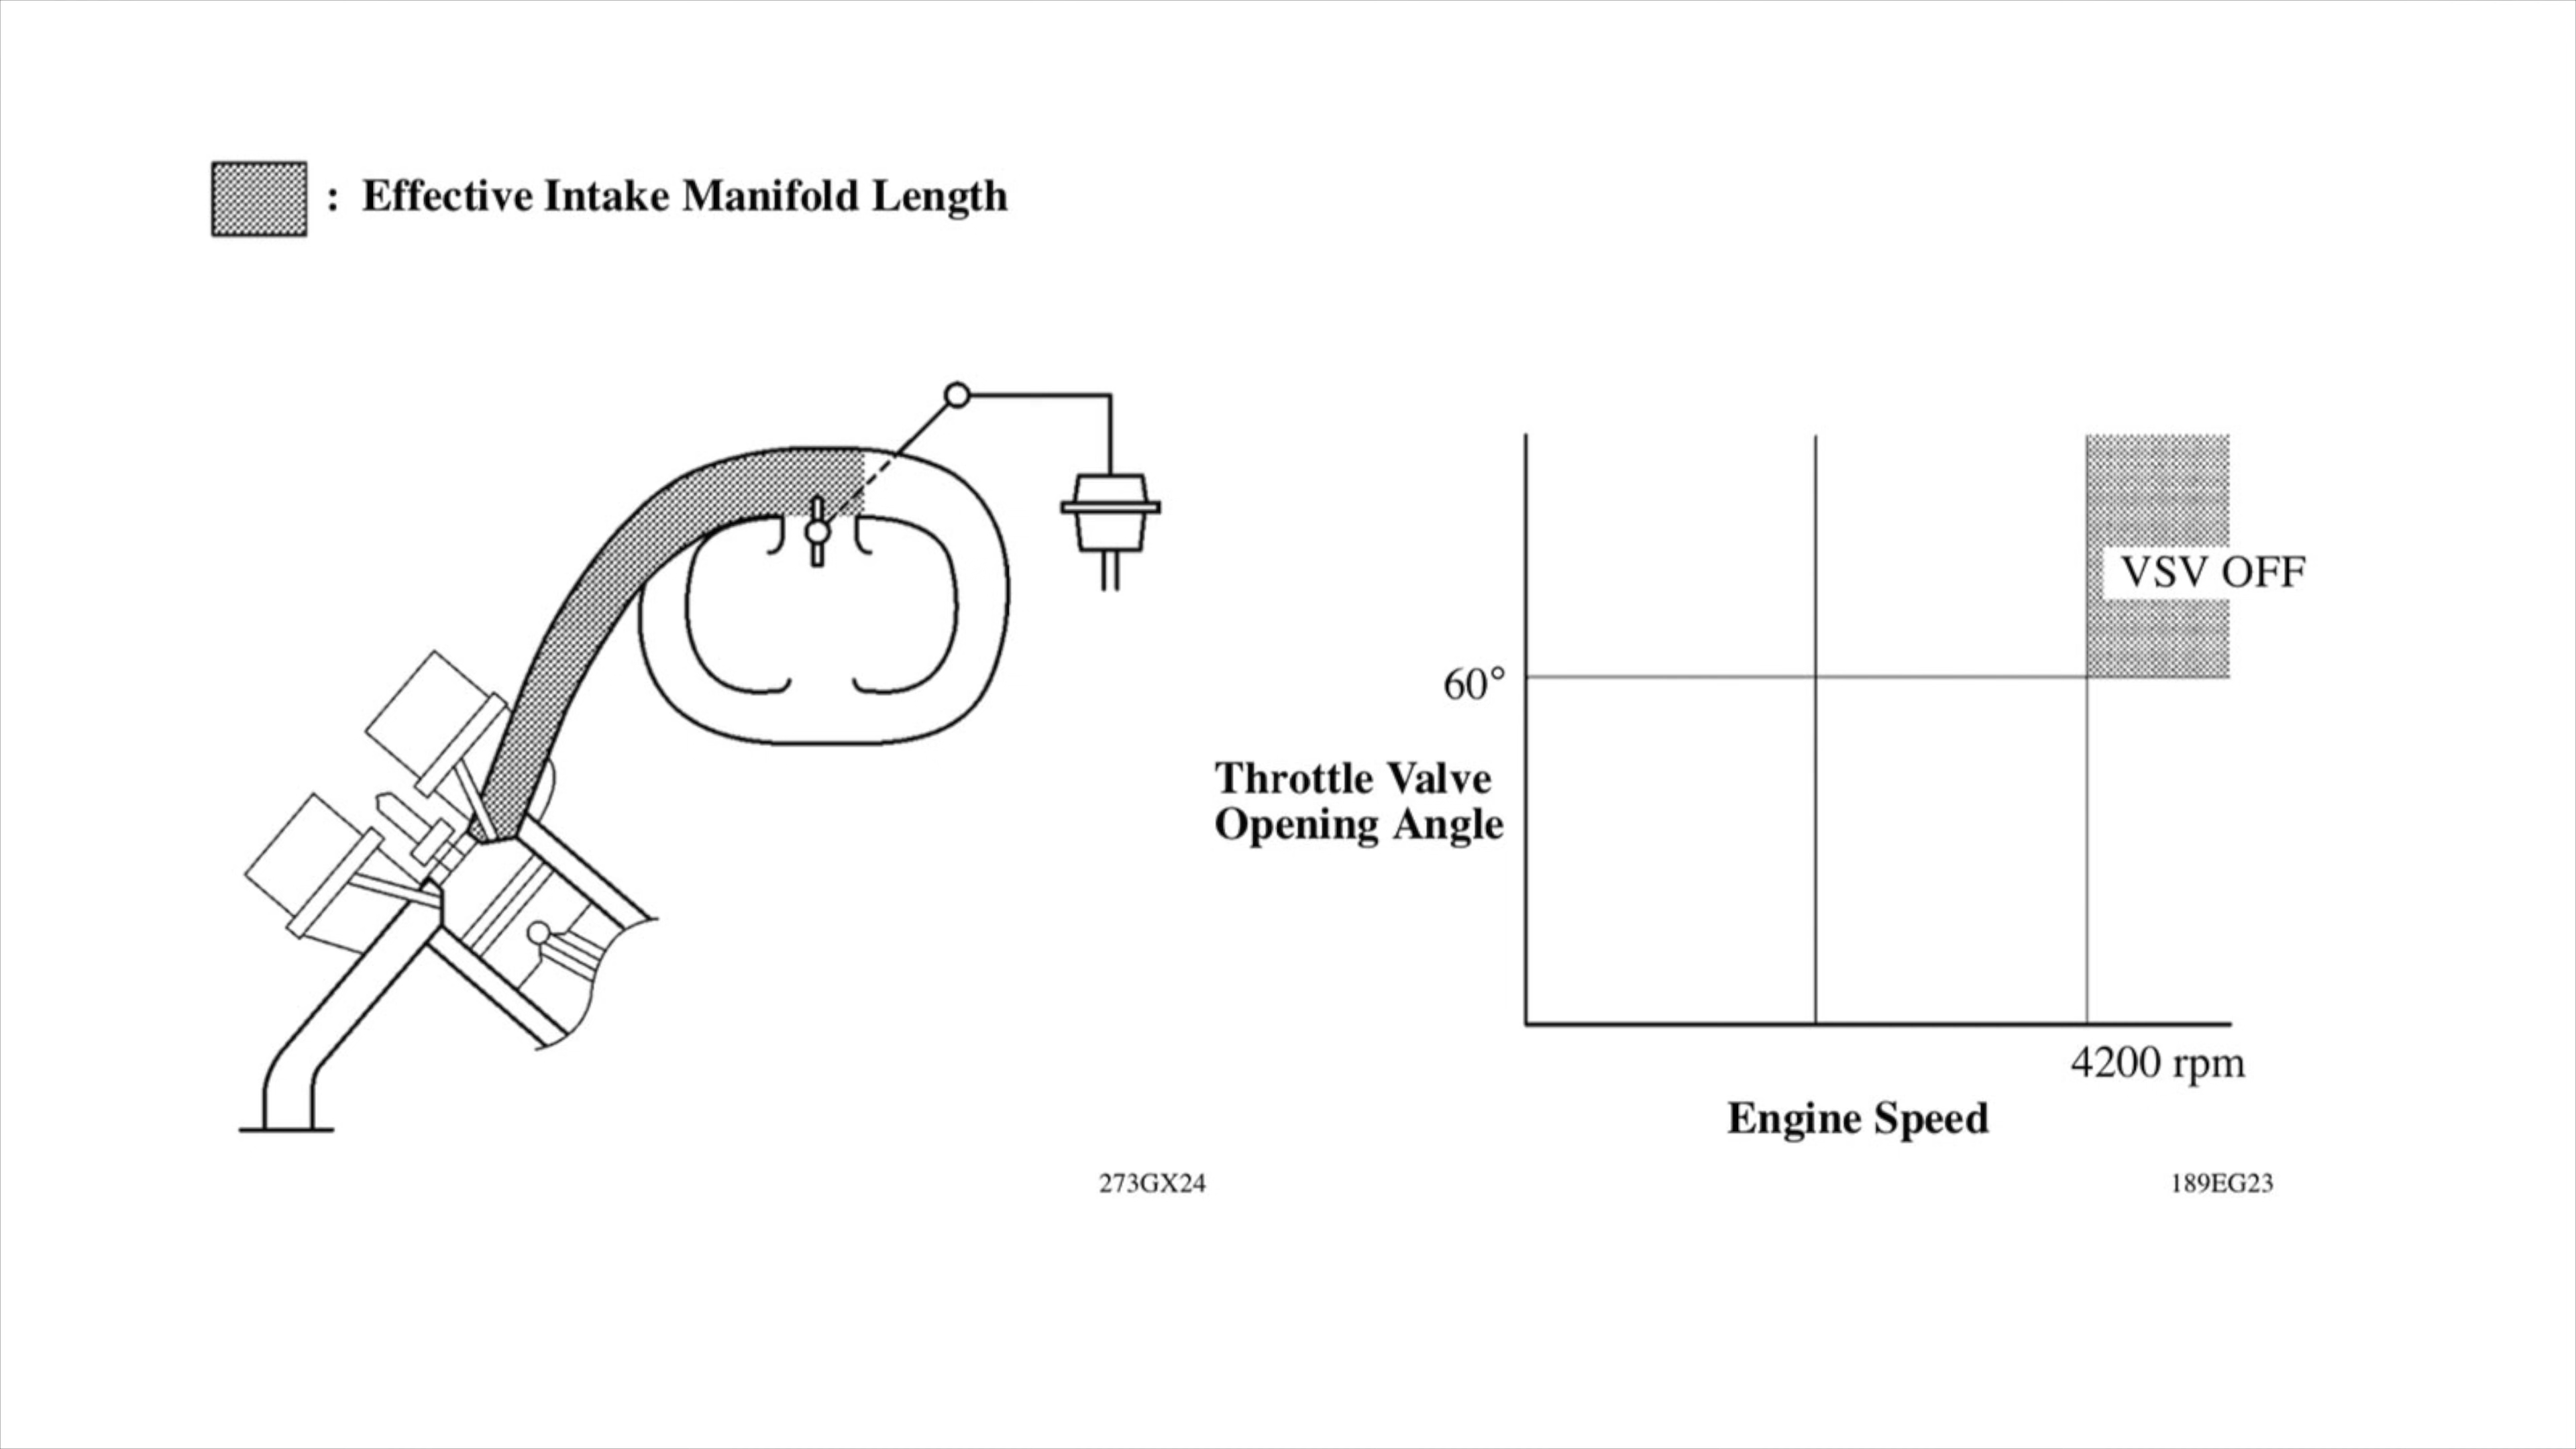 : Effective Intake Manifold Length
VSV OFF
60°
Throttle Valve
Opening Angle
4200 rpm
Engine Speed
273GX24
189EG23